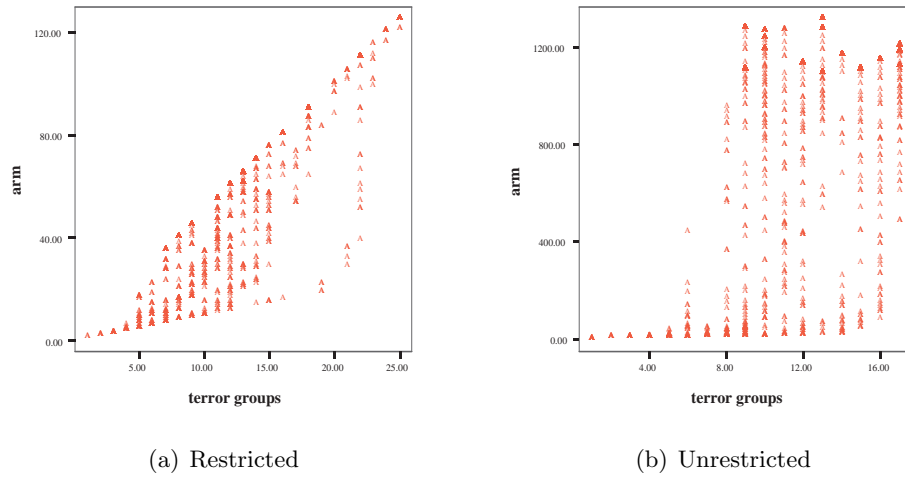 120.00
80.00
40.00
0.00
arm
5.00 10.00 15.00 20.00 25.00
terror groups
(a) Restricted
1200.00
800.00
400.00
0.00
arm
4.00 8.00 12.00 16.00
terror groups
(b) Unrestricted